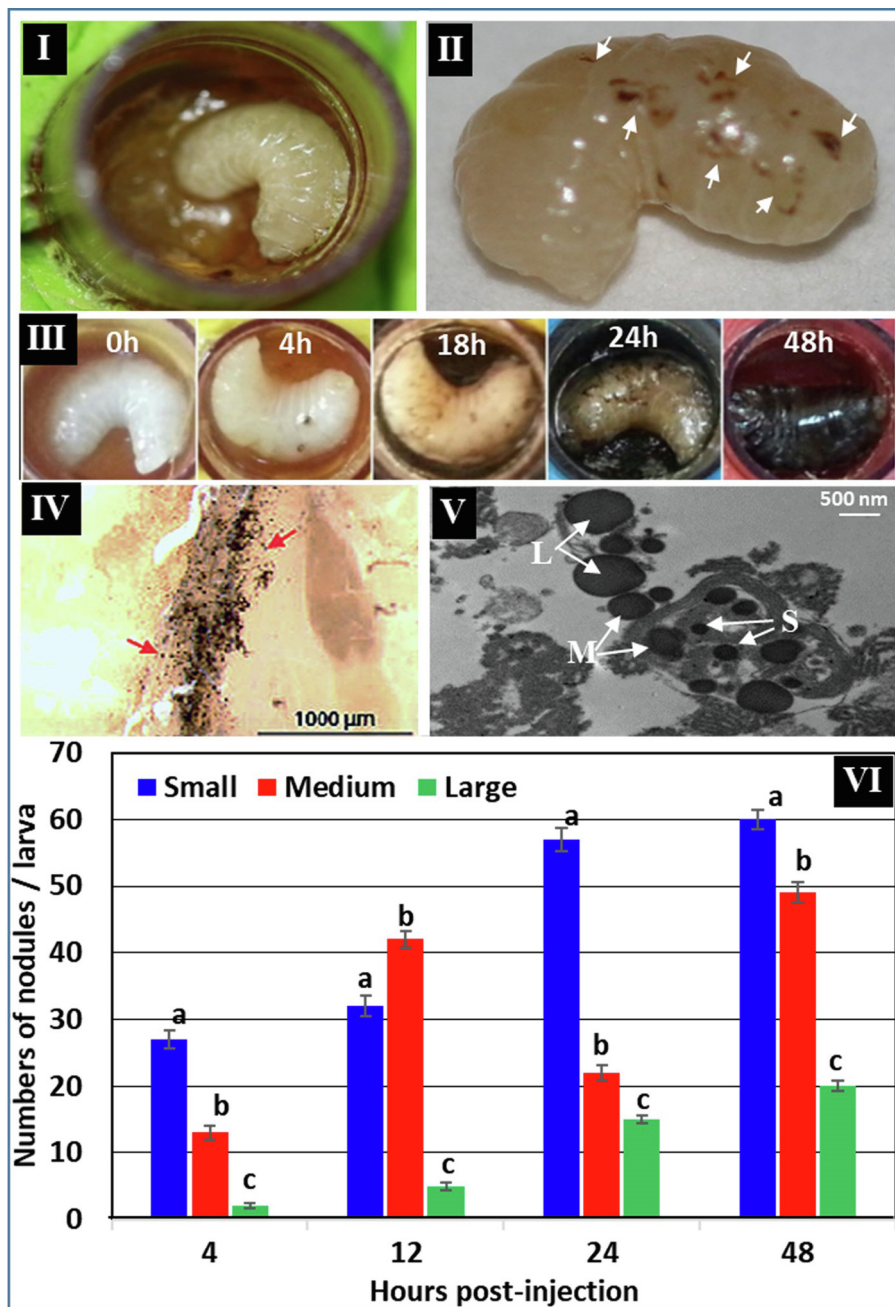 I
II
III
0h
4h
18h
24h
48h
IV
1000 µm
V
500 nm
L
M
S
VI
Small
Medium
Large
Numbers of nodules / larva
70
60
50
40
30
20
10
0
a
b
c
a
b
c
a
b
c
a
b
c
4
12
24
48
Hours post-injection